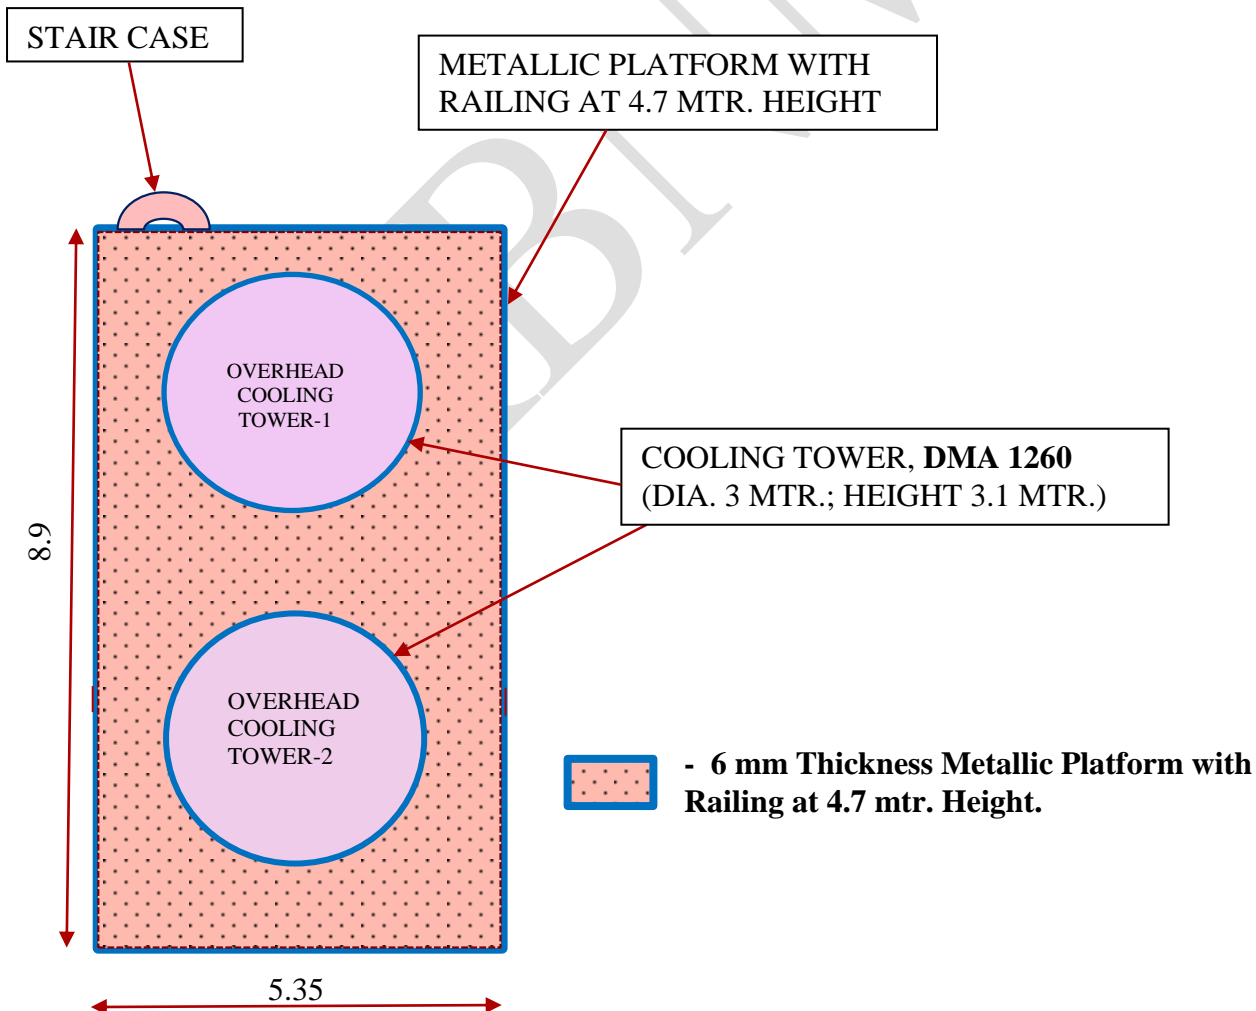 STAIR CASE
METALLIC PLATFORM WITH
RAILING AT 4.7 MTR. HEIGHT
OVERHEAD
COOLING
TOWER-1
COOLING TOWER, DMA 1260
(DIA. 3 MTR.; HEIGHT 3.1 MTR.)
8.9
OVERHEAD
COOLING
TOWER-2
- 6 mm Thickness Metallic Platform with
Railing at 4.7 mtr. Height.
5.35